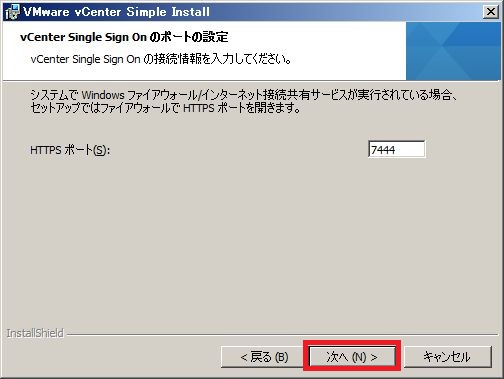 VMware vCenter Simple Install
vCenter Single Sign On のポートの設定
vCenter Single Sign On の接続情報を入力してください。
システムで Windows ファイアウォール/インターネット接続共有サービスが実行されている場合、
セットアップではファイアウォールで HTTPS ポートを開きます。
HTTPS ポート(S): 7444
InstallShield
< 戻る (B) 次へ (N) > キャンセル